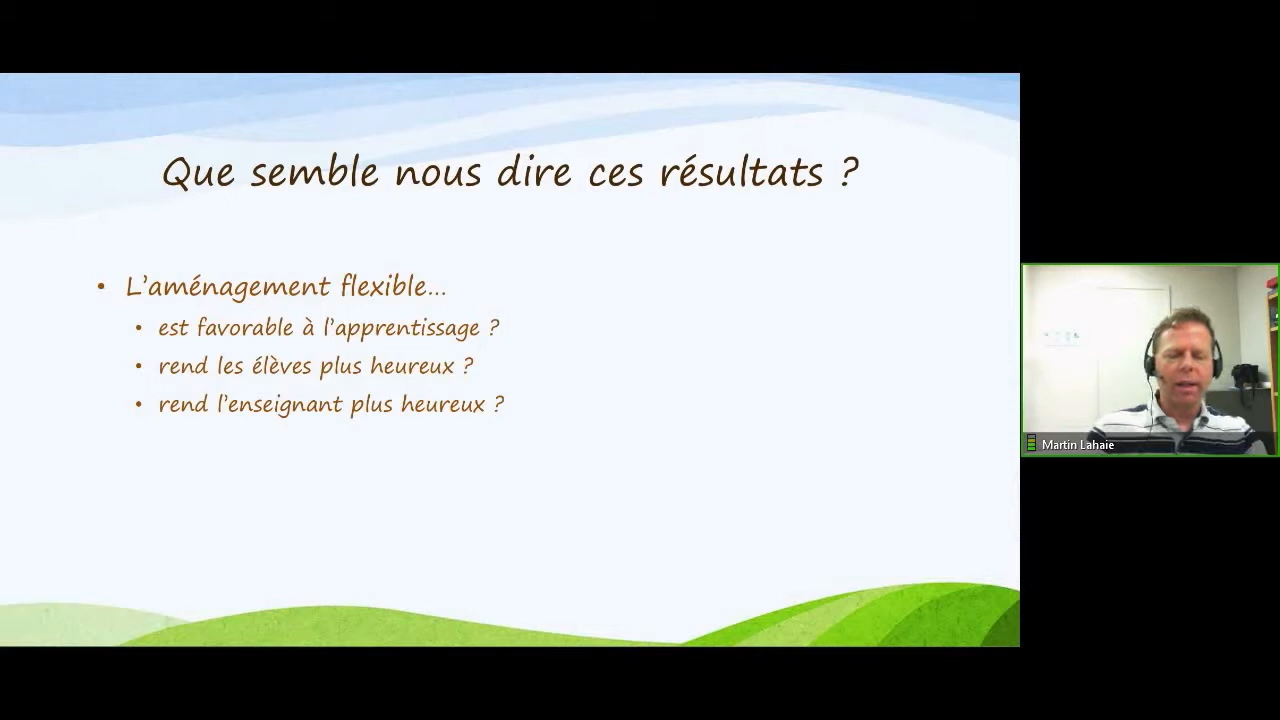 Que semble nous dire ces résultats ?
• L'aménagement flexible...
• est favorable à l'apprentissage ?
• rend les élèves plus heureux ?
• rend l'enseignant plus heureux ?
Martin Lahaie